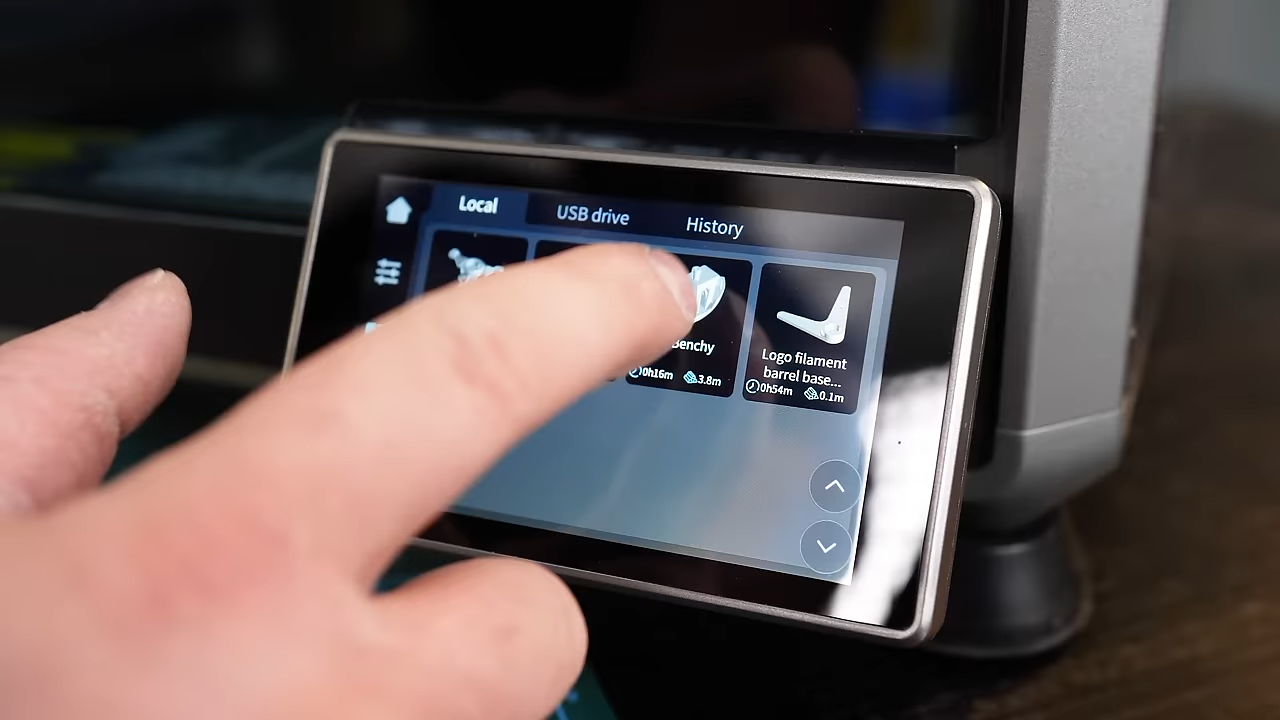 Local
USB drive
History
Benchy
0h16m
3.8m
Logo filament
barrel base...
0h54m
0.1m